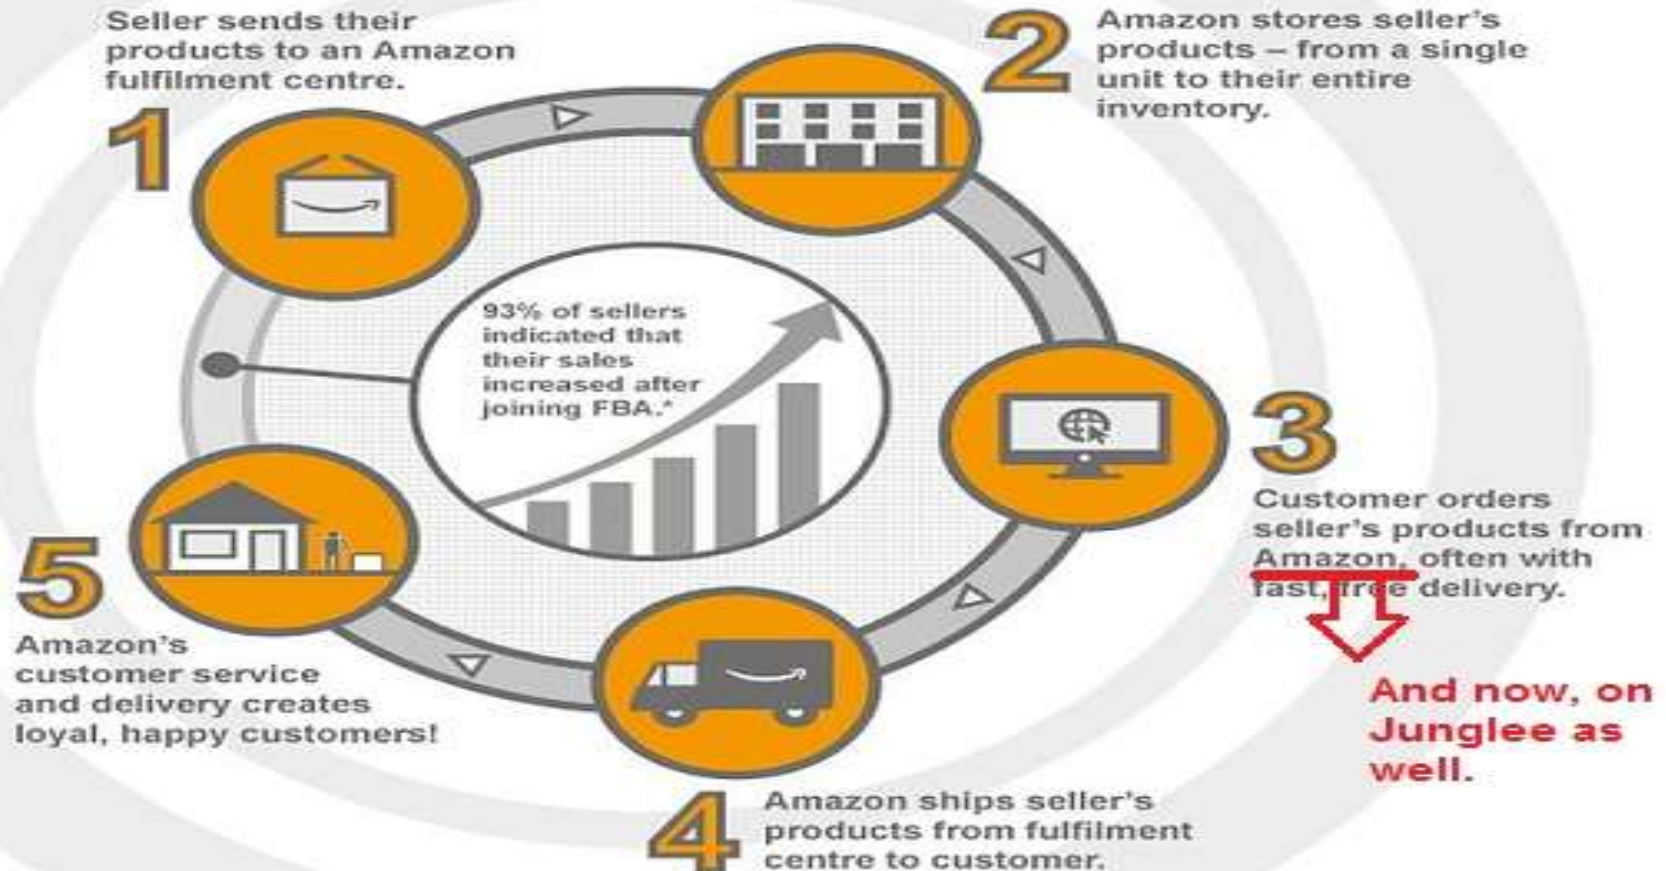 1
Seller sends their
products to an Amazon
fulfilment centre.
2
Amazon stores seller's
products – from a single
unit to their entire
inventory.
93% of sellers
indicated that
their sales
increased after
joining FBA.*
3
Customer orders
seller's products from
Amazon, often with
fast, free delivery.
And now, on
Junglee as
well.
4
Amazon ships seller's
products from fulfilment
centre to customer.
5
Amazon's
customer service
and delivery creates
loyal, happy customers!